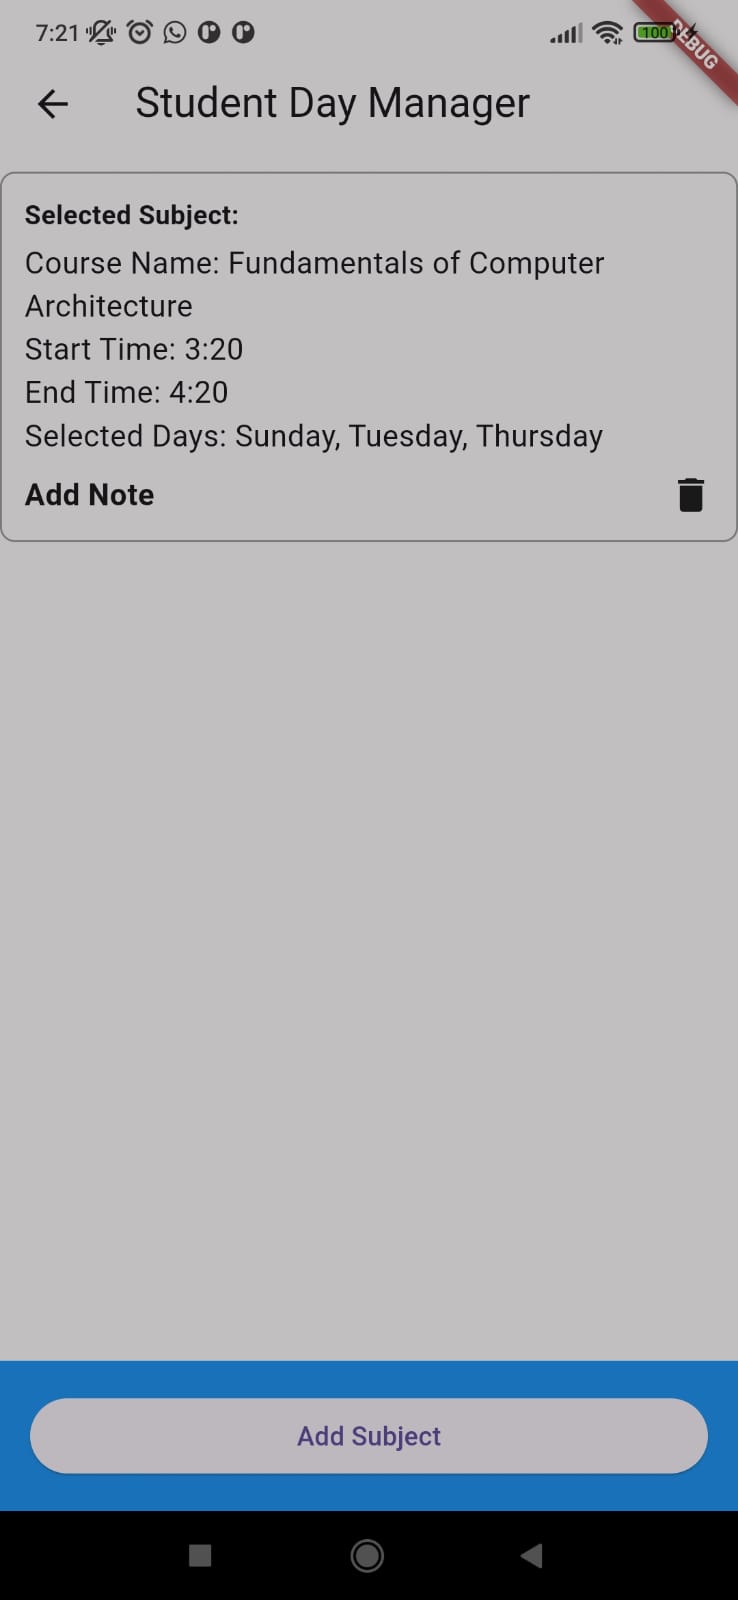 7:21
100
DEBUG
Student Day Manager
Selected Subject:
Course Name: Fundamentals of Computer
Architecture
Start Time: 3:20
End Time: 4:20
Selected Days: Sunday, Tuesday, Thursday
Add Note
Add Subject